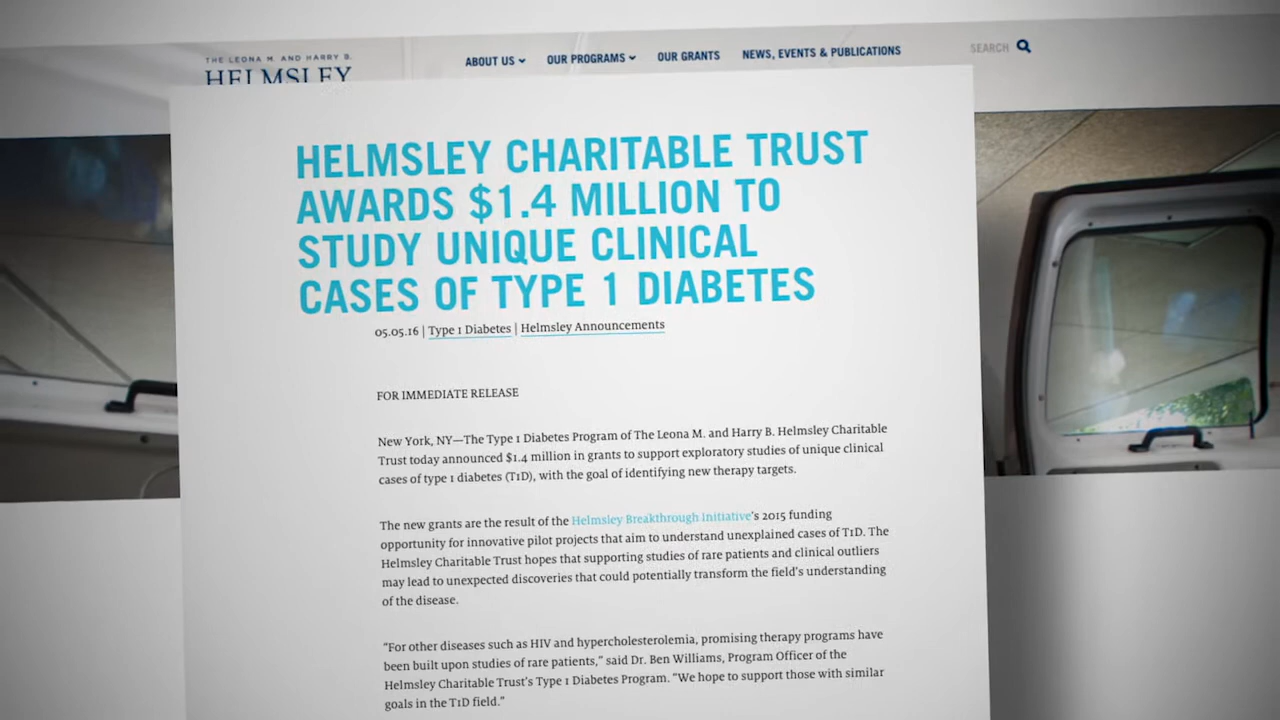 THE LEONA M. AND HARRY B.
HELMSLEY
ABOUT US
OUR PROGRAMS
OUR GRANTS
NEWS, EVENTS & PUBLICATIONS
SEARCH
HELMSLEY CHARITABLE TRUST
AWARDS $1.4 MILLION TO
STUDY UNIQUE CLINICAL
CASES OF TYPE 1 DIABETES
05.05.16 | Type 1 Diabetes | Helmsley Announcements
FOR IMMEDIATE RELEASE
New York, NY—The Type 1 Diabetes Program of The Leona M. and Harry B. Helmsley Charitable
Trust today announced $1.4 million in grants to support exploratory studies of unique clinical
cases of type 1 diabetes (T1D), with the goal of identifying new therapy targets.
The new grants are the result of the Helmsley Breakthrough Initiative's 2015 funding
opportunity for innovative pilot projects that aim to understand unexplained cases of T1D. The
Helmsley Charitable Trust hopes that supporting studies of rare patients and clinical outliers
may lead to unexpected discoveries that could potentially transform the field's understanding
of the disease.
"For other diseases such as HIV and hypercholesterolemia, promising therapy programs have
been built upon studies of rare patients," said Dr. Ben Williams, Program Officer of the
Helmsley Charitable Trust's Type 1 Diabetes Program. "We hope to support those with similar
goals in the T1D field."